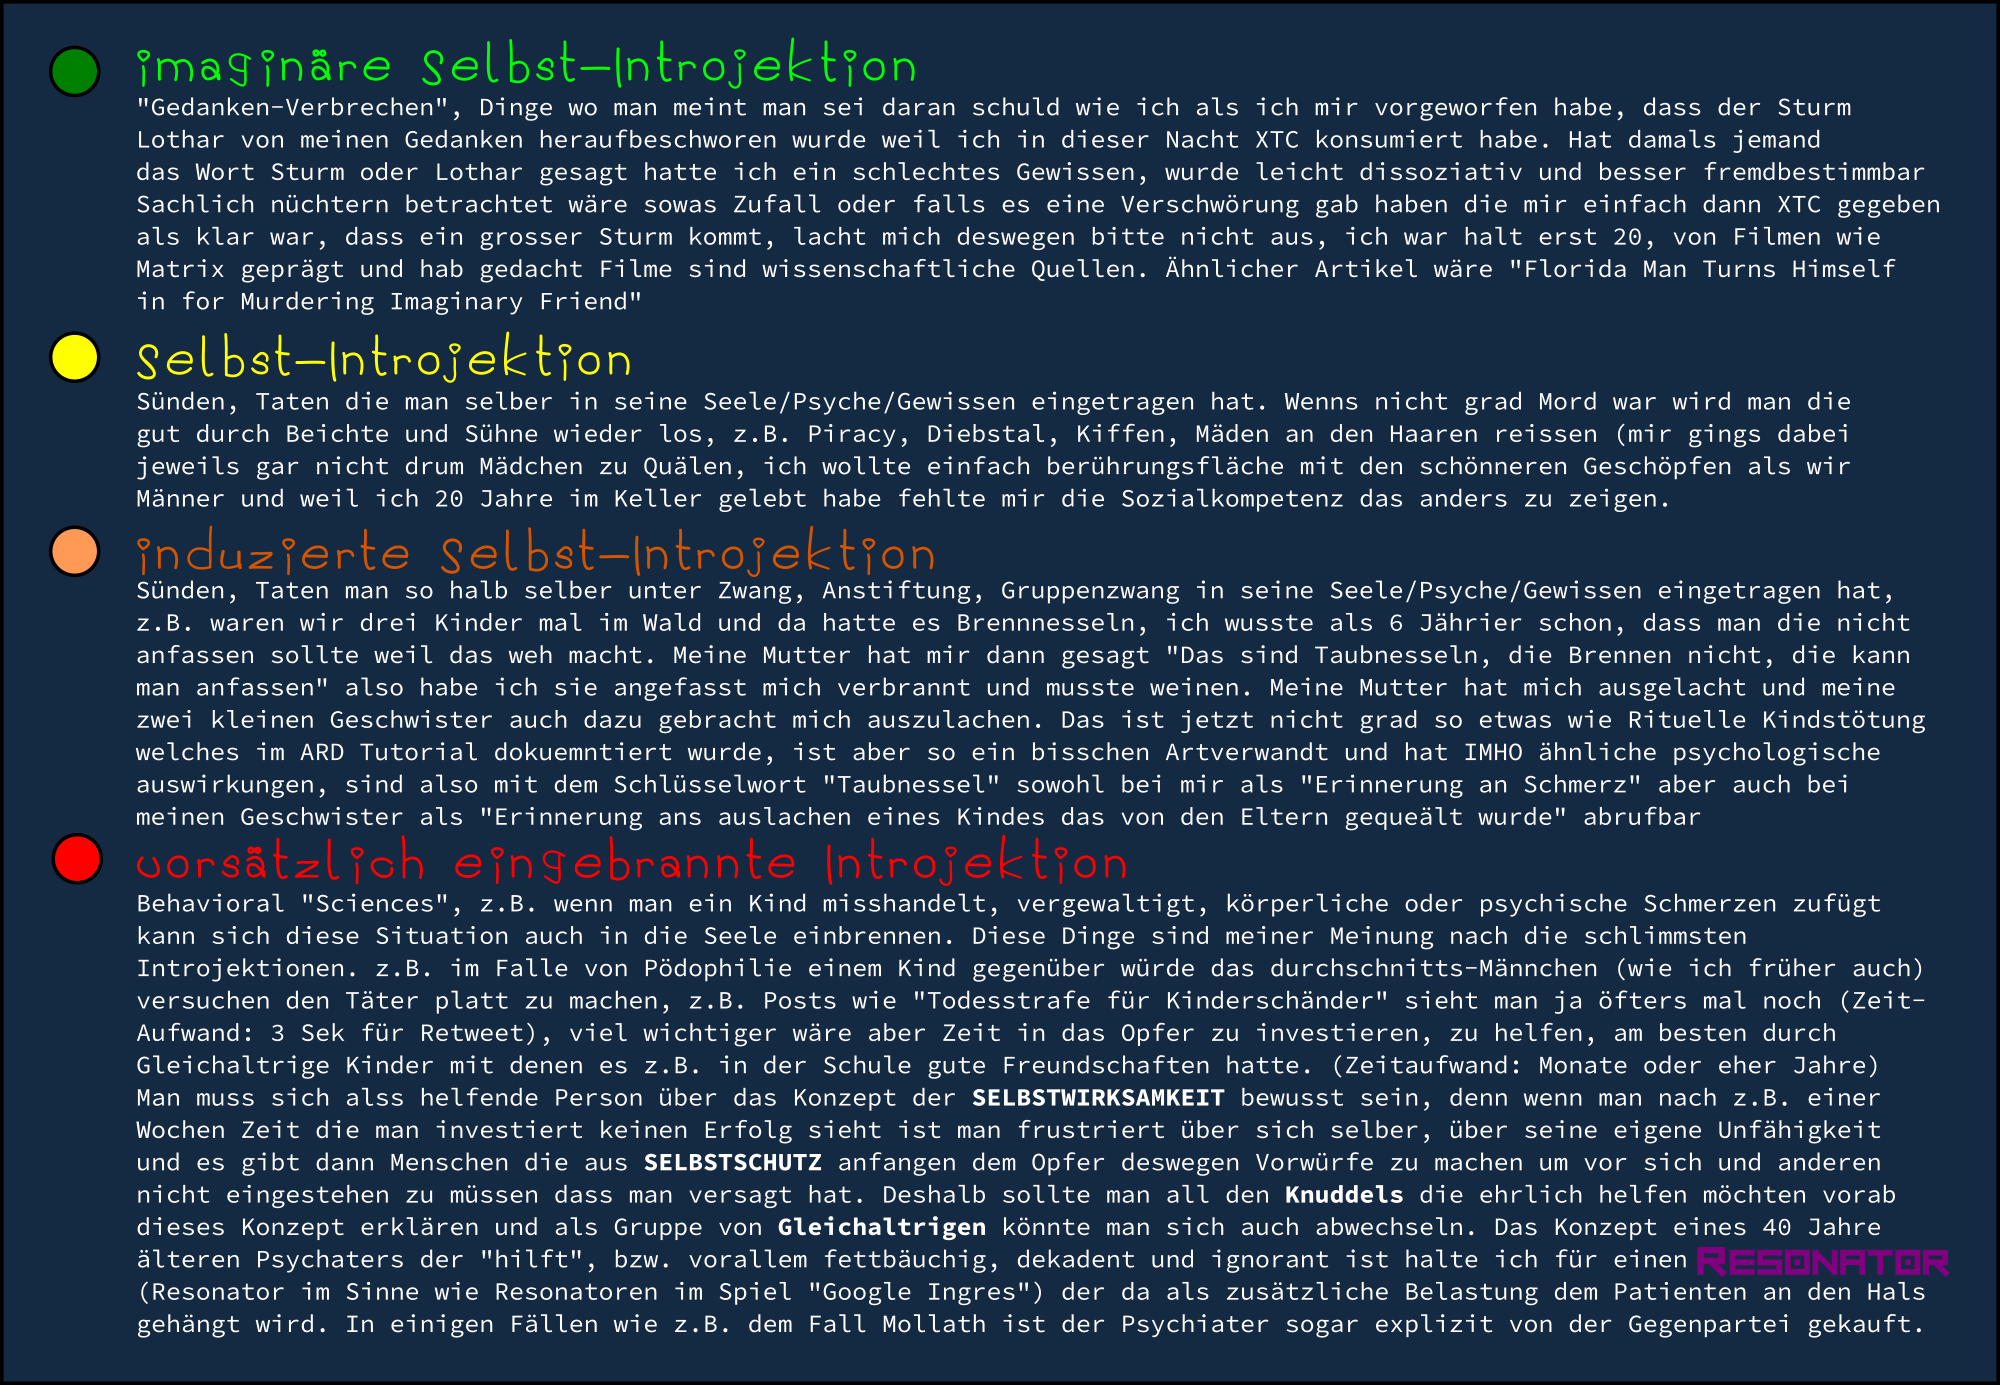 imaginäre Selbst-Introjektion
"Gedanken-Verbrechen", Dinge wo man meint man sei daran schuld wie ich als ich mir vorgeworfen habe, dass der Sturm
Lothar von meinen Gedanken heraufbeschworen wurde weil ich in dieser Nacht XTC konsumiert habe. Hat damals jemand
das Wort Sturm oder Lothar gesagt hatte ich ein schlechtes Gewissen, wurde leicht dissoziativ und besser fremdbestimmbar
Sachlich nüchtern betrachtet wäre sowas Zufall oder falls es eine Verschwörung gab haben die mir einfach dann XTC gegeben
als klar war, dass ein grosser Sturm kommt, lacht mich deswegen bitte nicht aus, ich war halt erst 20, von Filmen wie
Matrix geprägt und hab gedacht Filme sind wissenschaftliche Quellen. Ähnlicher Artikel wäre "Florida Man Turns Himself
in for Murdering Imaginary Friend"
Selbst-Introjektion
Sünden, Taten die man selber in seine Seele/Psyche/Gewissen eingetragen hat. Wenns nicht grad Mord war wird man die
gut durch Beichte und Sühne wieder los, z.B. Piracy, Diebstal, Kiffen, Mäden an den Haaren reissen (mir gings dabei
jeweils gar nicht drum Mädchen zu Quälen, ich wollte einfach berührungsfläche mit den schönneren Geschöpfen als wir
Männer und weil ich 20 Jahre im Keller gelebt habe fehlte mir die Sozialkompetenz das anders zu zeigen.
induzierte Selbst-Introjektion
Sünden, Taten man so halb selber unter Zwang, Anstiftung, Gruppenzwang in seine Seele/Psyche/Gewissen eingetragen hat,
z.B. waren wir drei Kinder mal im Wald und da hatte es Brennnesseln, ich wusste als 6 Jährier schon, dass man die nicht
anfassen sollte weil das weh macht. Meine Mutter hat mir dann gesagt "Das sind Taubnesseln, die Brennen nicht, die kann
man anfassen" also habe ich sie angefasst mich verbrannt und musste weinen. Meine Mutter hat mich ausgelacht und meine
zwei kleinen Geschwister auch dazu gebracht mich auszulachen. Das ist jetzt nicht grad so etwas wie Rituelle Kindstötung
welches im ARD Tutorial dokuemntiert wurde, ist aber so ein bisschen Artverwandt und hat IMHO ähnliche psychologische
auswirkungen, sind also mit dem Schlüsselwort "Taubnessel" sowohl bei mir als "Erinnerung an Schmerz" aber auch bei
meinen Geschwister als "Erinnerung ans auslachen eines Kindes das von den Eltern gequeält wurde" abrufbar
vorsätzlich eingebrannte Introjektion
Behavioral "Sciences", z.B. wenn man ein Kind misshandelt, vergewaltigt, körperliche oder psychische Schmerzen zufügt
kann sich diese Situation auch in die Seele einbrennen. Diese Dinge sind meiner Meinung nach die schlimmsten
Introjektionen. z.B. im Falle von Pödophilie einem Kind gegenüber würde das durchschnitts-Männchen (wie ich früher auch)
versuchen den Täter platt zu machen, z.B. Posts wie "Todesstrafe für Kinderschänder" sieht man ja öfters mal noch (Zeit-
Aufwand: 3 Sek für Retweet), viel wichtiger wäre aber Zeit in das Opfer zu investieren, zu helfen, am besten durch
Gleichaltrige Kinder mit denen es z.B. in der Schule gute Freundschaften hatte. (Zeitaufwand: Monate oder eher Jahre)
Man muss sich alss helfende Person über das Konzept der SELBSTWIRKSAMKEIT bewusst sein, denn wenn man nach z.B. einer
Wochen Zeit die man investiert keinen Erfolg sieht ist man frustriert über sich selber, über seine eigene Unfähigkeit
und es gibt dann Menschen die aus SELBSTSCHUTZ anfangen dem Opfer deswegen Vorwürfe zu machen um vor sich und anderen
nicht eingestehen zu müssen dass man versagt hat. Deshalb sollte man all den Knuddels die ehrlich helfen möchten vorab
dieses Konzept erklären und als Gruppe von Gleichaltrigen könnte man sich auch abwechseln. Das Konzept eines 40 Jahre
älteren Psychaters der "hilft", bzw. vorallem fettbäuchig, dekadent und ignorant ist halte ich für einen RESONATOR
(Resonator im Sinne wie Resonatoren im Spiel "Google Ingres") der da als zusätzliche Belastung dem Patienten an den Hals
gehängt wird. In einigen Fällen wie z.B. dem Fall Mollath ist der Psychiater sogar explizit von der Gegenpartei gekauft.